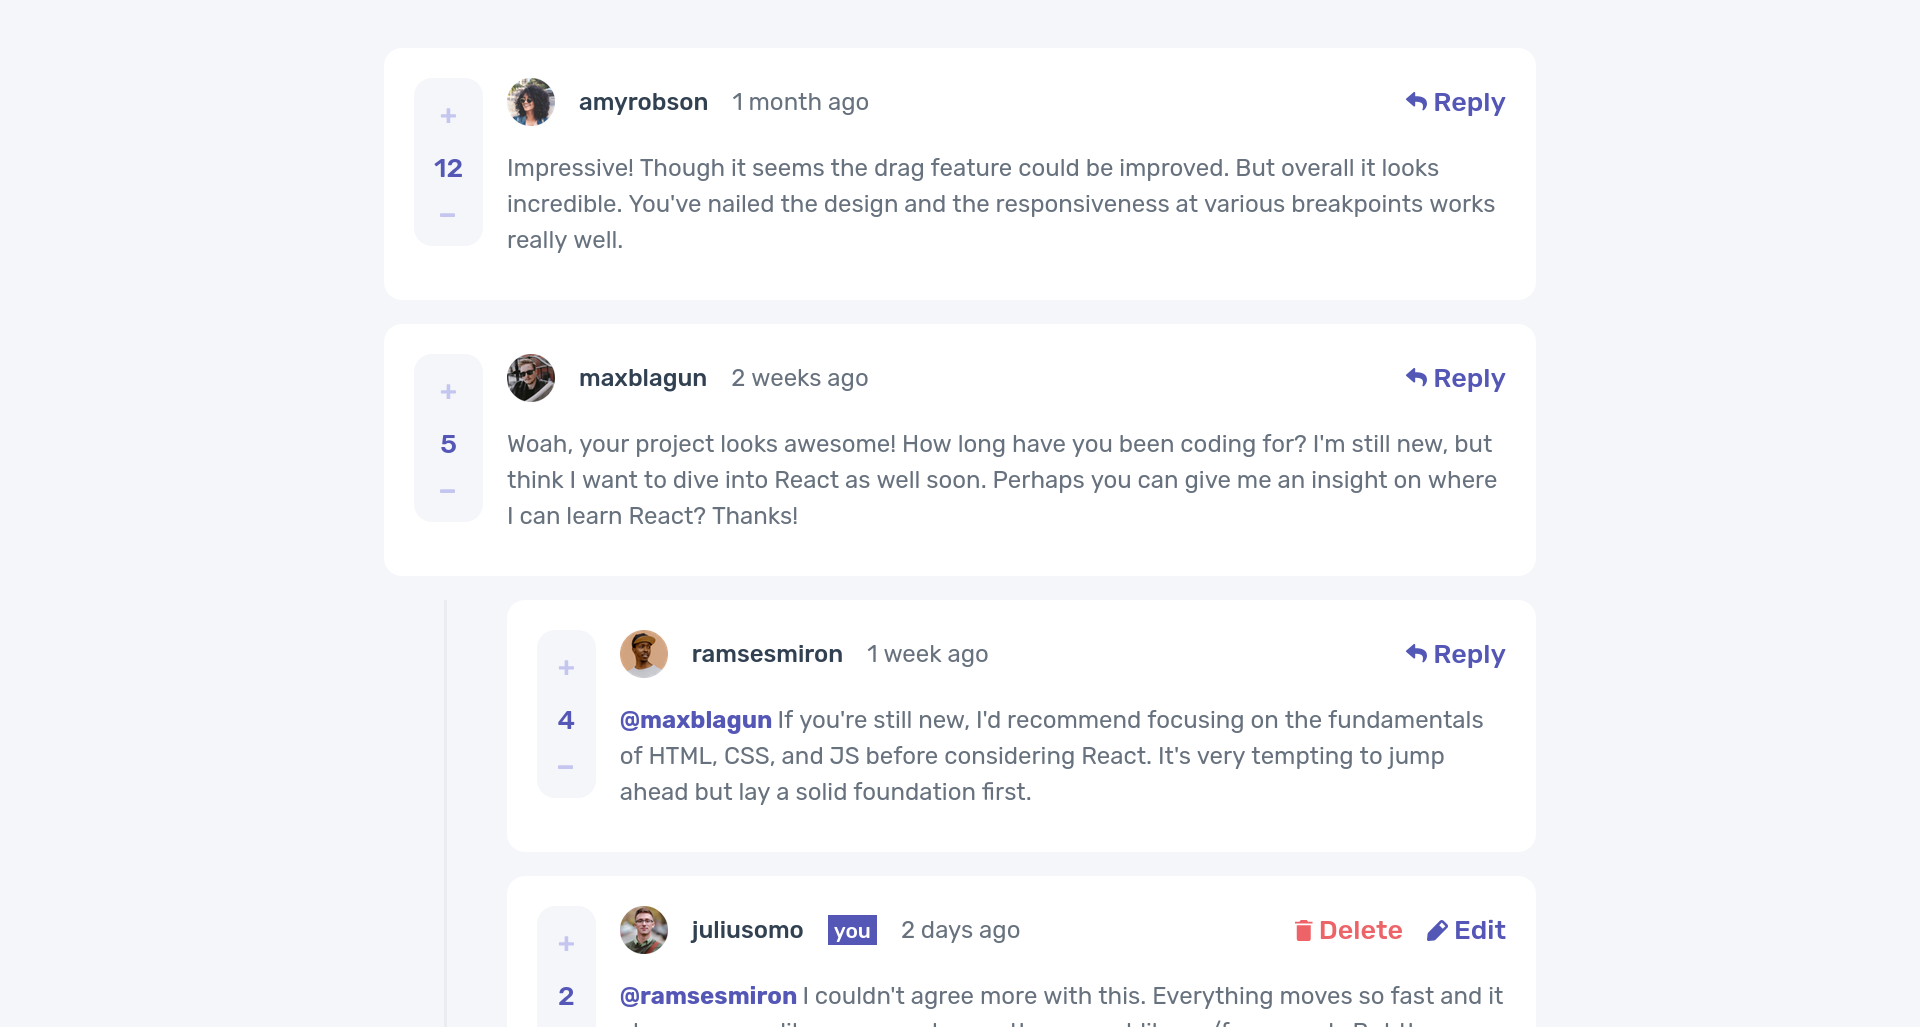 amyrobson 1 month ago Reply
+
12
−
Impressive! Though it seems the drag feature could be improved. But overall it looks
incredible. You've nailed the design and the responsiveness at various breakpoints works
really well.
maxblagun 2 weeks ago Reply
+
5
−
Woah, your project looks awesome! How long have you been coding for? I'm still new, but
think I want to dive into React as well soon. Perhaps you can give me an insight on where
I can learn React? Thanks!
ramsesmiron 1 week ago Reply
+
4
−
@maxblagun If you're still new, I'd recommend focusing on the fundamentals
of HTML, CSS, and JS before considering React. It's very tempting to jump
ahead but lay a solid foundation first.
juliusomo you 2 days ago Delete Edit
+
2
@ramsesmiron I couldn't agree more with this. Everything moves so fast and it